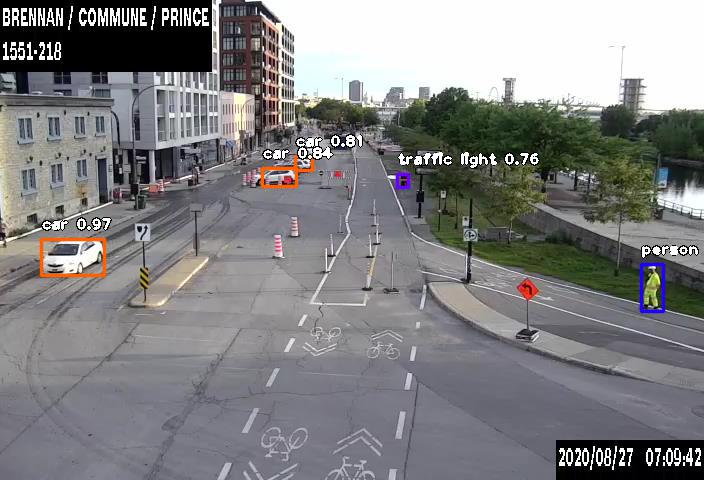 BRENNAN / COMMUNE / PRINCE
1551-218
car 0.81
car 0.84
traffic light 0.76
car 0.97
person
2020/08/27 07:09:42